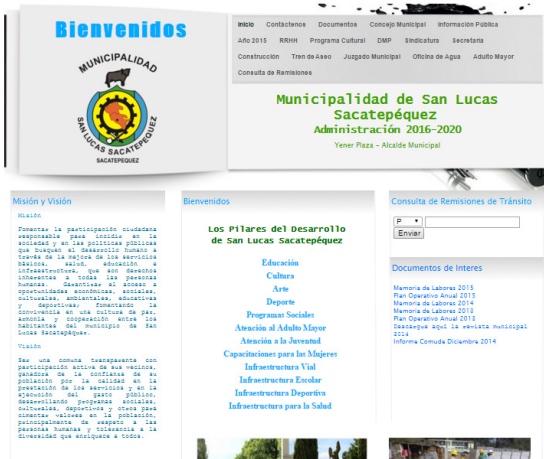 Bienvenidos
MUNICIPALIDAD
SAN LUCAS SACATEPEQUEZ
SACATEPEQUEZ
Inicio Contáctenos Documentos Concejo Municipal Información Pública
Año 2015 RRHH Programa Cultural DMP Sindicatura Secretaria
Construcción Tren de Aseo Juzgado Municipal Oficina de Agua Adulto Mayor
Consulta de Remisiones
Municipalidad de San Lucas
Sacatepéquez
Administración 2016-2020
Yener Plaza - Alcalde Municipal
Misión y Visión
Misión
Fomentar la participación ciudadana
responsable para incidir en la
sociedad y en las políticas públicas
que busquen el desarrollo humano a
través de la mejora de los servicios
básicos, salud, educación e
infraestructura, que son derechos
inherentes a todas las personas
humanas. Garantizar el acceso a
oportunidades económicas, sociales,
culturales, ambientales, educativas
y deportivas; fomentando la
convivencia en una cultura de paz,
armonía y cooperación entre los
habitantes del municipio de San
Lucas Sacatepéquez.
Visión
Ser una comuna transparente con
participación activa de sus vecinos,
ganadora de la confianza de su
población por la calidad en la
prestación de los servicios y en la
ejecución del gasto público,
desarrollando programas sociales,
culturales, deportivos y otros para
cimentar valores en la población,
principalmente de respeto a las
personas humanas y tolerancia a la
diversidad que enriquece a todos.
Bienvenidos
Los Pilares del Desarrollo
de San Lucas Sacatepéquez
Educación
Cultura
Arte
Deporte
Programas Sociales
Atención al Adulto Mayor
Atención a la Juventud
Capacitaciones para las Mujeres
Infraestructura Vial
Infraestructura Escolar
Infraestructura Deportiva
Infraestructura para la Salud
Consulta de Remisiones de Tránsito
P
Enviar
Documentos de Interes
Memoria de Labores 2015
Plan Operativo Anual 2015
Memoria de Labores 2014
Memoria de Labores 2013
Plan Operativo Anual 2013
Descargue aquí la revista municipal
2014
Informe Comude Diciembre 2014